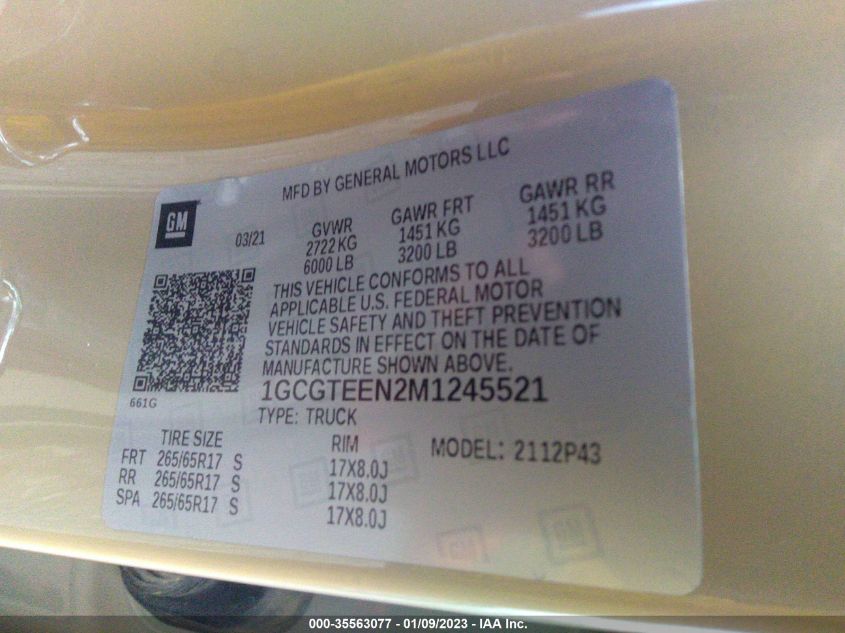 MFD BY GENERAL MOTORS LLC
GM
03/21
GVWR GAWR FRT GAWR RR
2722 KG 1451 KG 1451 KG
6000 LB 3200 LB 3200 LB
THIS VEHICLE CONFORMS TO ALL
APPLICABLE U.S. FEDERAL MOTOR
VEHICLE SAFETY AND THEFT PREVENTION
STANDARDS IN EFFECT ON THE DATE OF
MANUFACTURE SHOWN ABOVE.
661G
1GCGTEEN2M1245521
TYPE: TRUCK
TIRE SIZE RIM MODEL: 2112P43
FRT 265/65R17 S 17X8.0J
RR 265/65R17 S 17X8.0J
SPA 265/65R17 S 17X8.0J
GM
GM
000-35563077 - 01/09/2023 - IAA Inc.